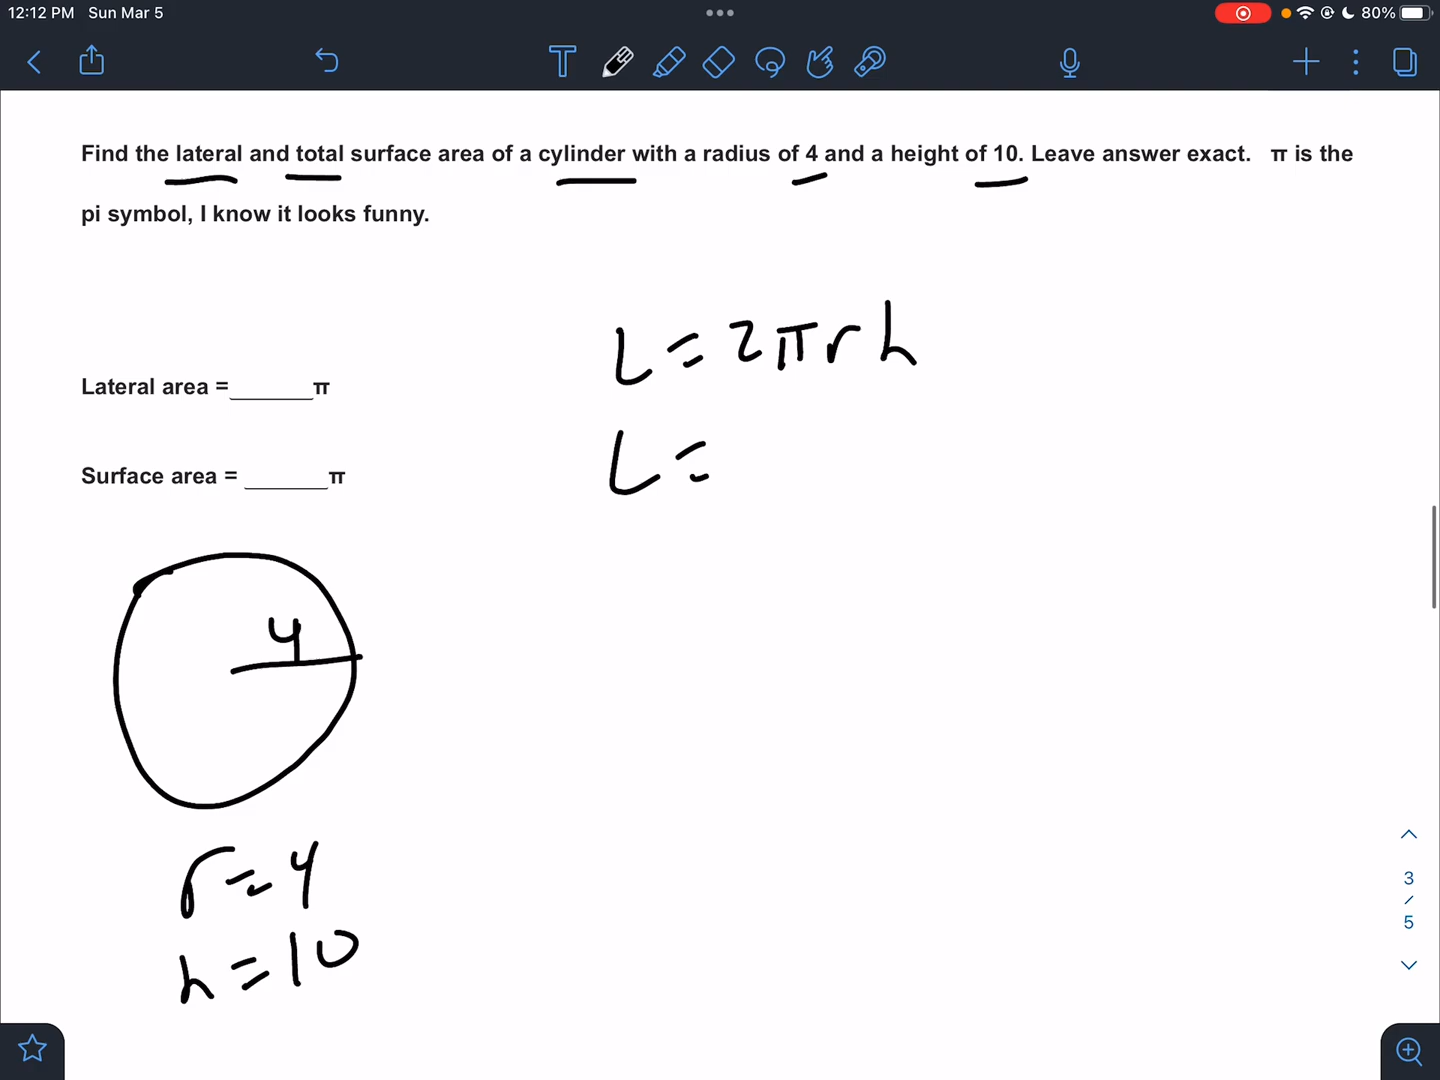 12:12 PM Sun Mar 5
80%
T
Find the lateral and total surface area of a cylinder with a radius of 4 and a height of 10. Leave answer exact. π is the
pi symbol, I know it looks funny.
L = 2πrh
Lateral area =______π
L =
Surface area = ______π
4
r = 4
h = 10
3
/
5